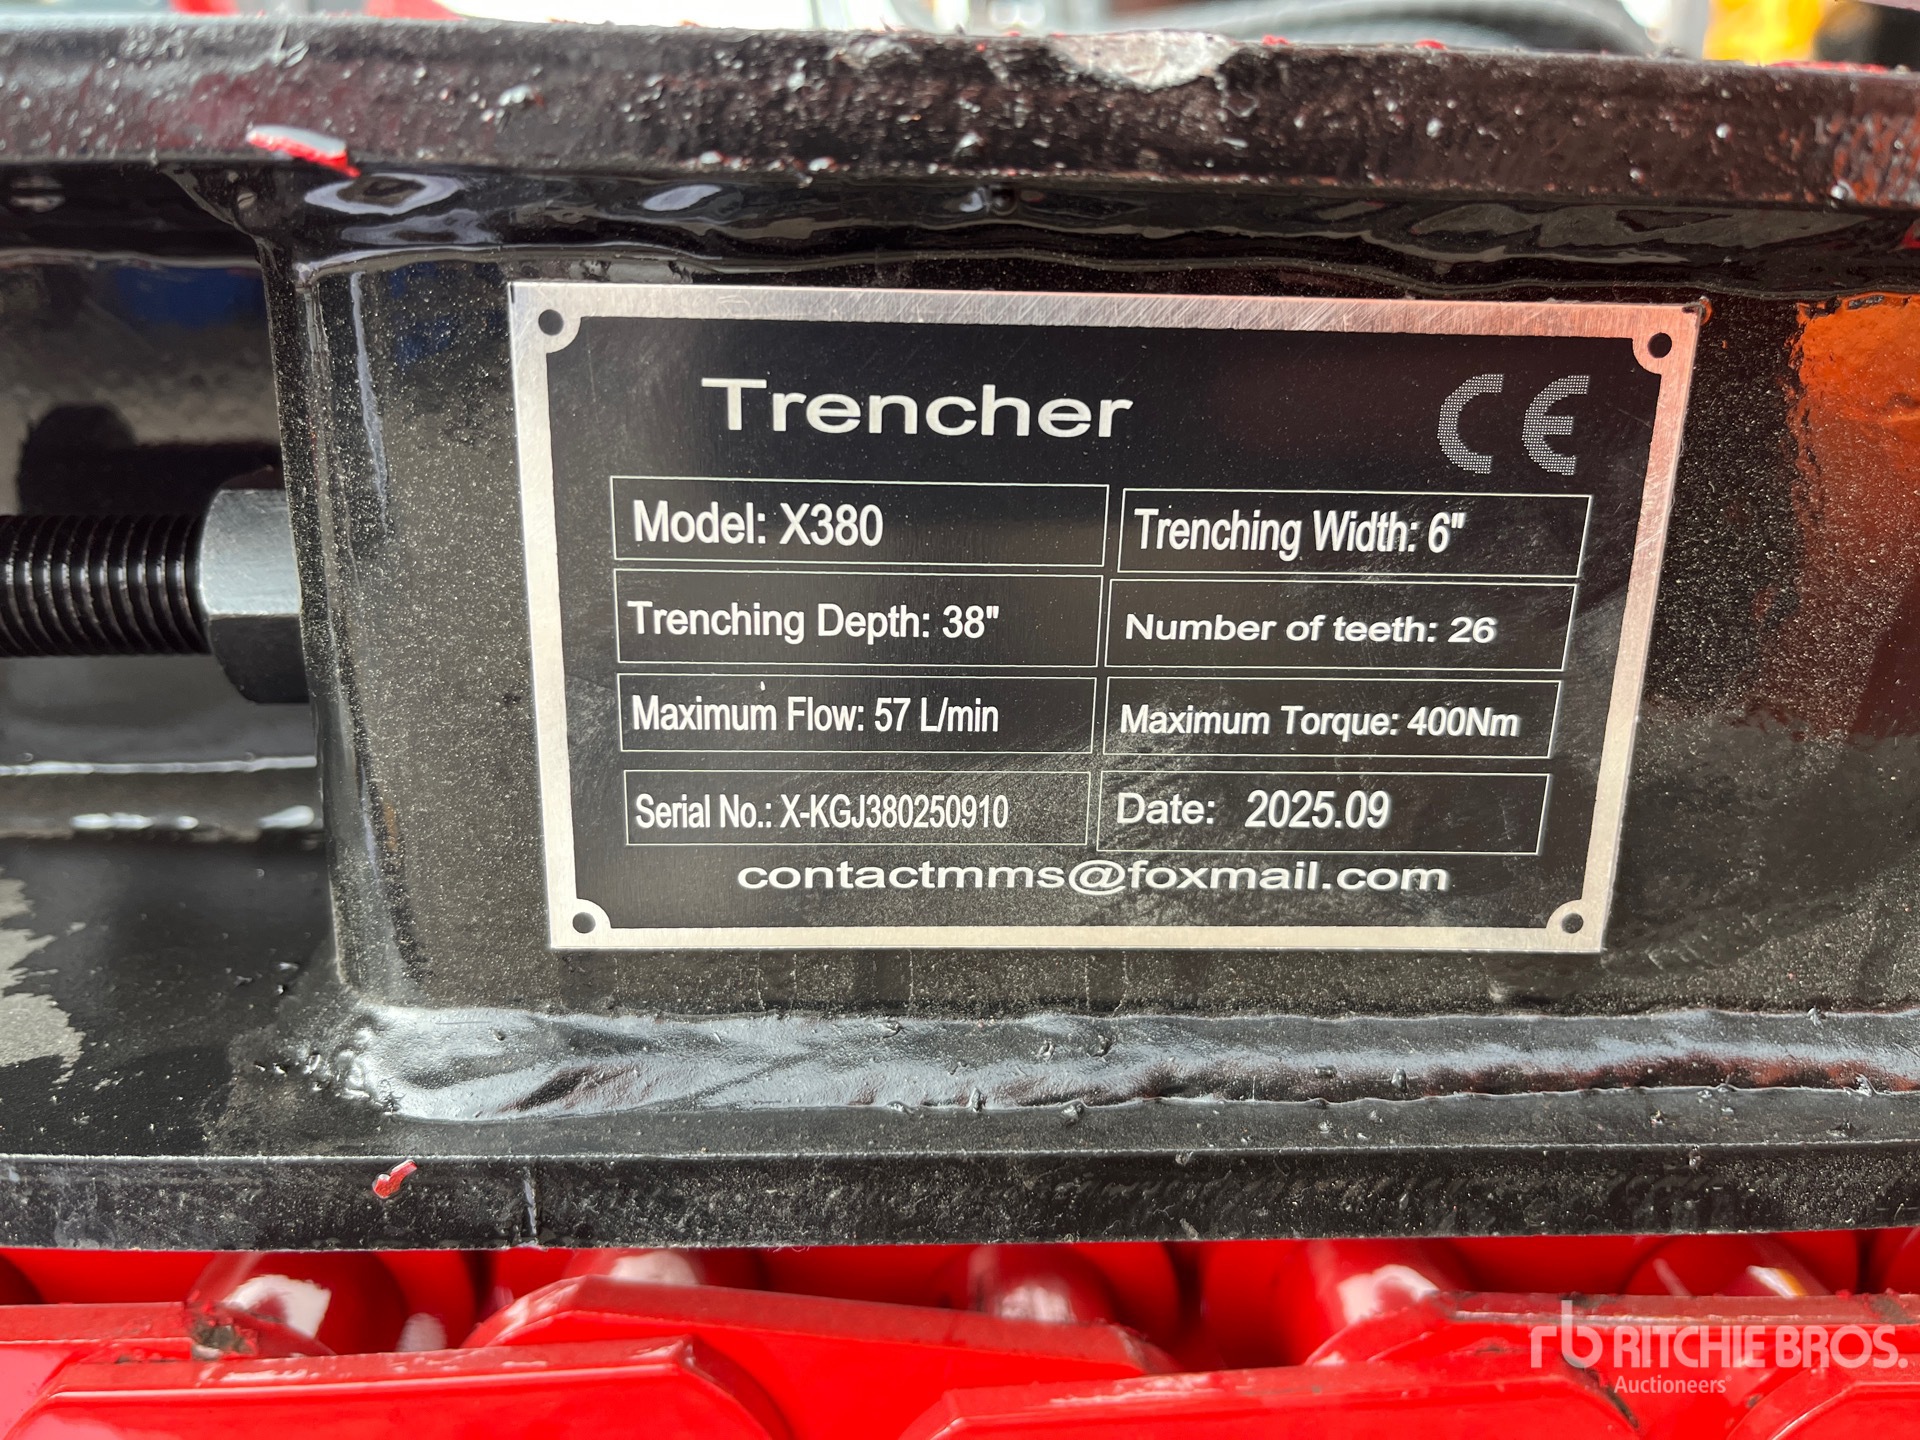 Trencher CE
Model: X380
Trenching Width: 6"
Trenching Depth: 38"
Number of teeth: 26
Maximum Flow: 57 L/min
Maximum Torque: 400Nm
Serial No.: X-KGJ380250910
Date: 2025.09
contactmms@foxmail.com
rb RITCHIE BROS.
Auctioneers